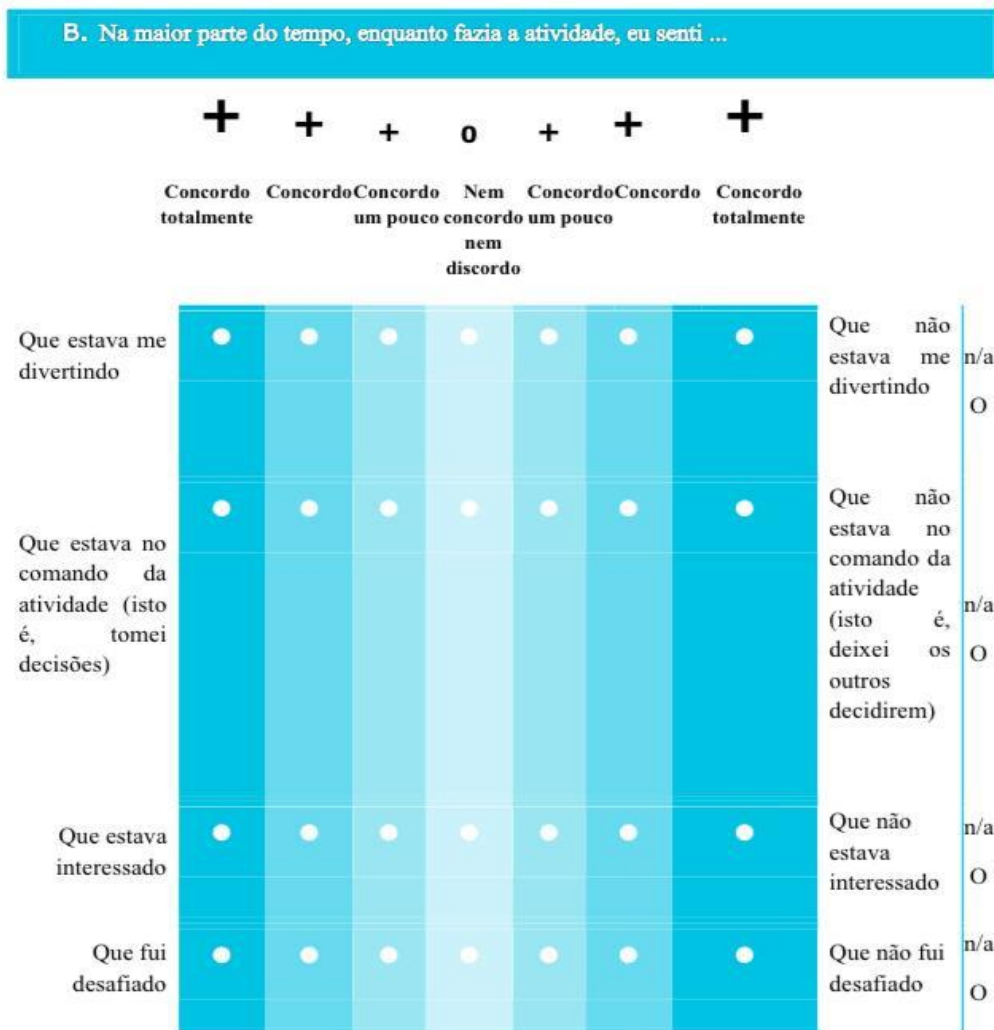 B. Na maior parte do tempo, enquanto fazia a atividade, eu senti ...
+ + + o + + +
Concordo Concordo Concordo Nem Concordo Concordo Concordo
totalmente um pouco concordo um pouco totalmente
nem
discordo
Que estava me
divertindo
Que não
estava me
divertindo
n/a
O
Que estava no
comando da
atividade (isto
é, tomei
decisões)
Que não
estava no
comando da
atividade
(isto é,
deixei os
outros
decidirem)
n/a
O
Que estava
interessado
Que não
estava
interessado
n/a
O
Que fui
desafiado
Que não fui
desafiado
n/a
O